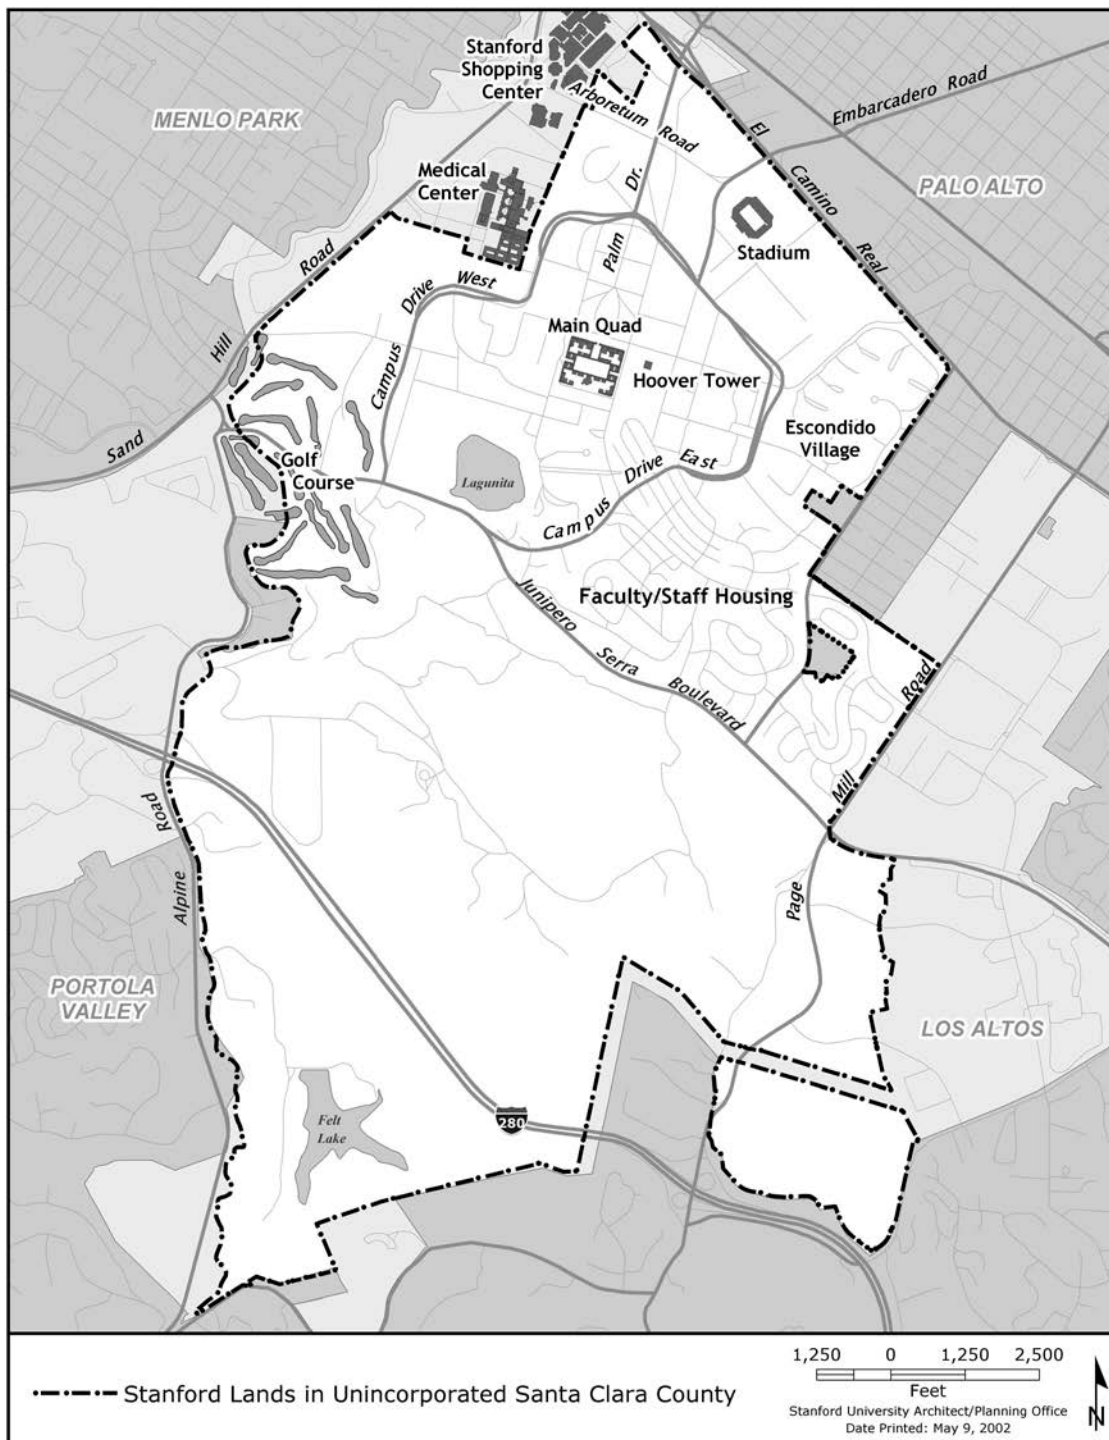 Stanford
Shopping
Center
MENLO PARK
Arboretum Road
El Camino Real
Embarcadero Road
PALO ALTO
Medical
Center
Palm Dr.
Stadium
Sand Hill Road
Campus Drive West
Main Quad
Hoover Tower
Escondido
Village
Golf
Course
Lagunita
Campus Drive East
Junipero Serra Boulevard
Faculty/Staff Housing
Page Mill Road
Alpine Road
PORTOLA
VALLEY
LOS ALTOS
Felt
Lake
280
Stanford Lands in Unincorporated Santa Clara County
1,250 0 1,250 2,500
Feet
Stanford University Architect/Planning Office
Date Printed: May 9, 2002
N